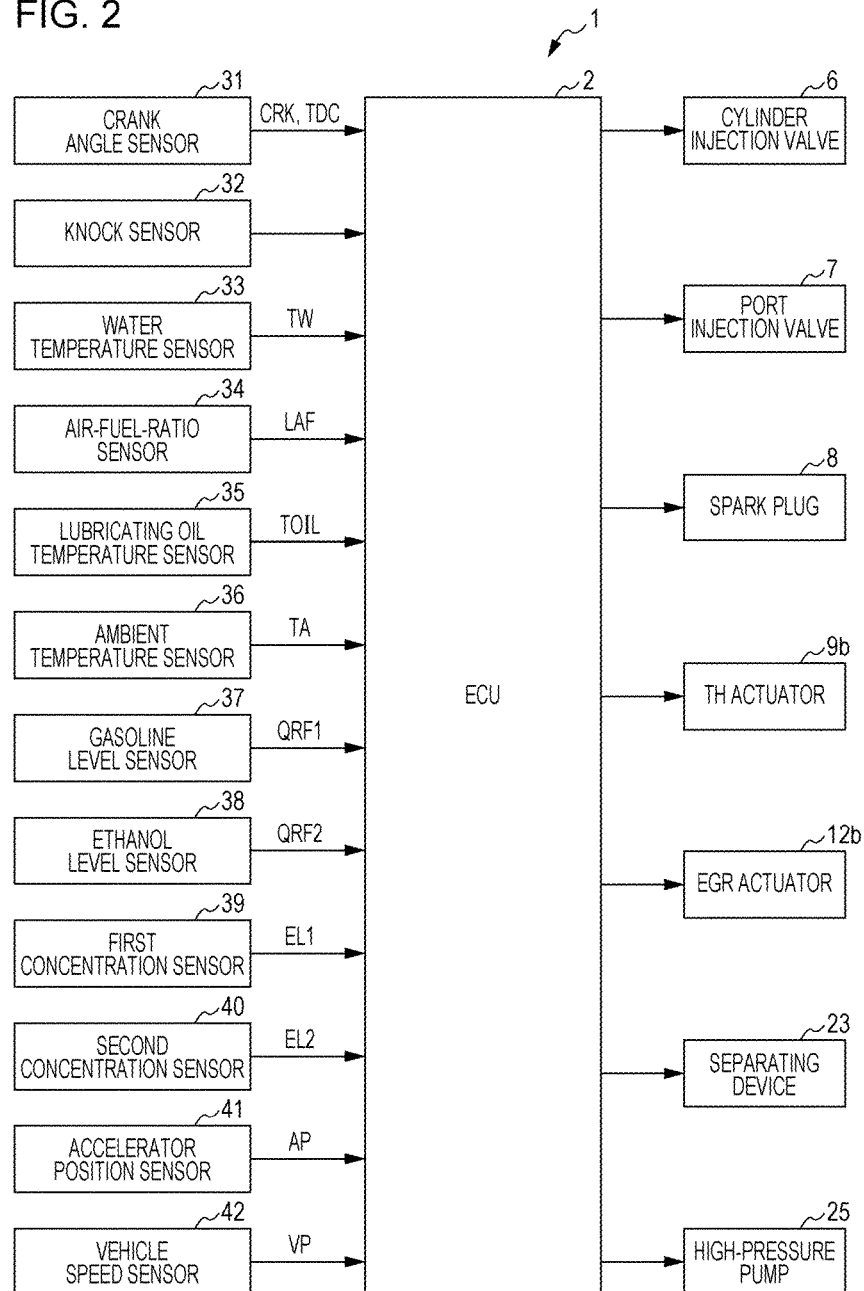 FIG. 2
1
31
CRANK
ANGLE SENSOR
CRK, TDC
32
KNOCK SENSOR
33
WATER
TEMPERATURE SENSOR
TW
34
AIR-FUEL-RATIO
SENSOR
LAF
35
LUBRICATING OIL
TEMPERATURE SENSOR
TOIL
36
AMBIENT
TEMPERATURE SENSOR
TA
37
GASOLINE
LEVEL SENSOR
QRF1
38
ETHANOL
LEVEL SENSOR
QRF2
39
FIRST
CONCENTRATION SENSOR
EL1
40
SECOND
CONCENTRATION SENSOR
EL2
41
ACCELERATOR
POSITION SENSOR
AP
42
VEHICLE
SPEED SENSOR
VP
2
ECU
6
CYLINDER
INJECTION VALVE
7
PORT
INJECTION VALVE
8
SPARK PLUG
9b
TH ACTUATOR
12b
EGR ACTUATOR
23
SEPARATING
DEVICE
25
HIGH-PRESSURE
PUMP